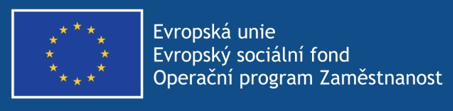 Evropská unie
Evropský sociální fond
Operační program Zaměstnanost